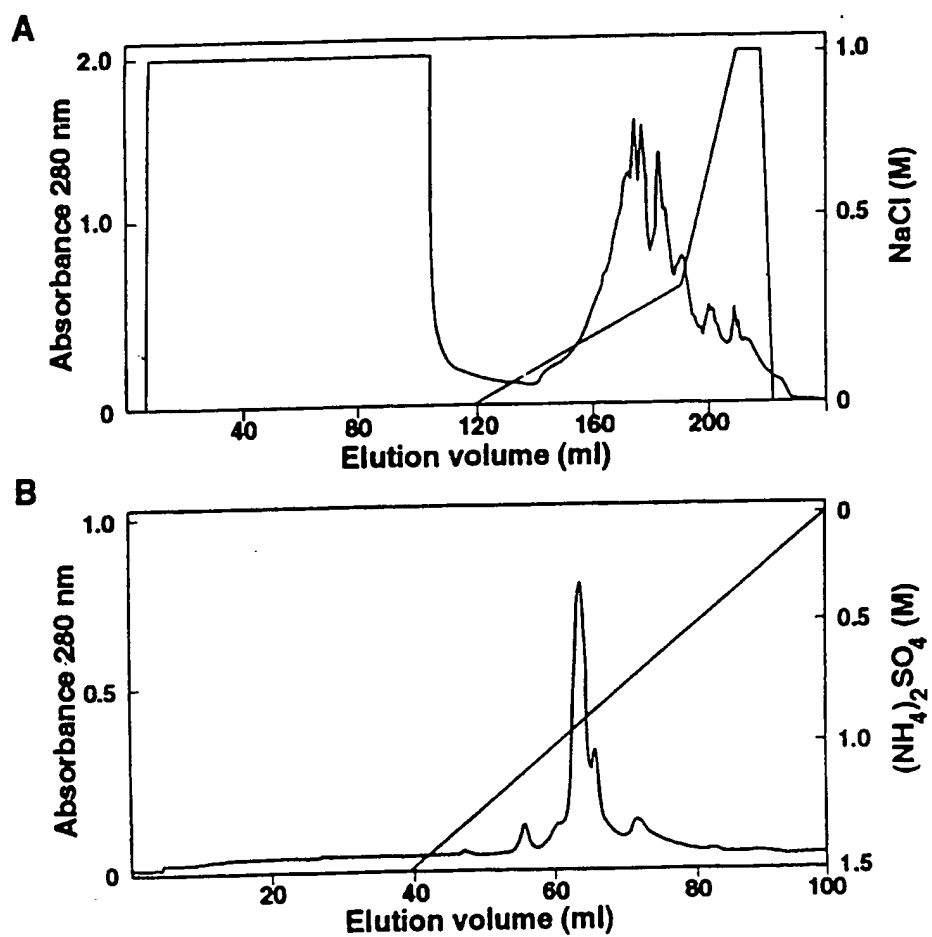 A
2.0
1.0
0
Absorbance 280 nm
1.0
0.5
0
NaCl (M)
40 80 120 160 200
Elution volume (ml)
B
1.0
0.5
0
Absorbance 280 nm
0
0.5
1.0
1.5
(NH4)2SO4 (M)
20 40 60 80 100
Elution volume (ml)